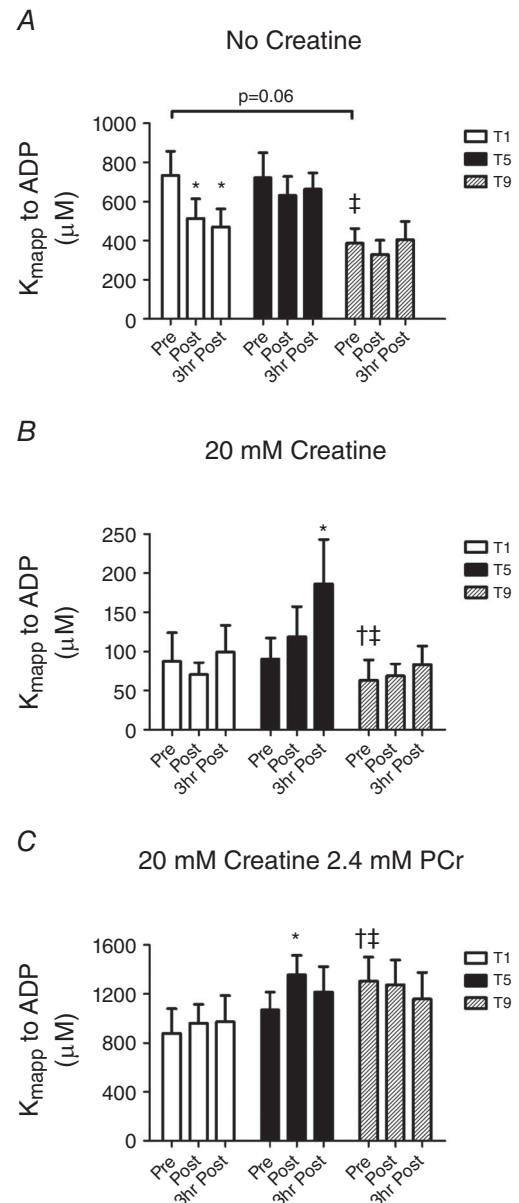 A
No Creatine
p=0.06
Kmapp to ADP
(μM)
1000
800
600
400
200
0
*
*
‡
T1
T5
T9
Pre
Post
3hr Post
Pre
Post
3hr Post
Pre
Post
3hr Post
B
20 mM Creatine
Kmapp to ADP
(μM)
250
200
150
100
50
0
*
†‡
T1
T5
T9
Pre
Post
3hr Post
Pre
Post
3hr Post
Pre
Post
3hr Post
C
20 mM Creatine 2.4 mM PCr
Kmapp to ADP
(μM)
1600
1200
800
400
0
*
†‡
T1
T5
T9
Pre
Post
3hr Post
Pre
Post
3hr Post
Pre
Post
3hr Post